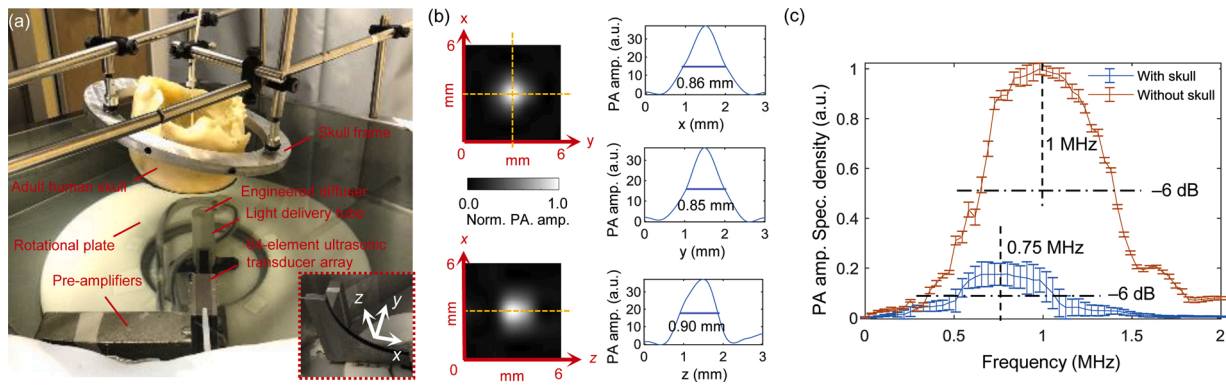 (a)
Skull frame
Adult human skull
Engineered diffuser
Light delivery tube
Rotational plate
64-element ultrasonic
transducer array
Pre-amplifiers
z
y
x
(b)
x
6
mm
0
mm
6
y
0.0
1.0
Norm. PA. amp.
x
6
mm
0
mm
6
z
PA amp. (a.u.)
30
20
10
0
0.86 mm
0
1
2
3
x (mm)
PA amp. (a.u.)
30
20
10
0
0.85 mm
0
1
2
3
y (mm)
PA amp. (a.u.)
30
20
10
0
0.90 mm
0
1
2
3
z (mm)
(c)
PA amp. Spec. density (a.u.)
1
0.8
0.6
0.4
0.2
0
With skull
Without skull
1 MHz
–6 dB
0.75 MHz
–6 dB
0
0.5
1
1.5
2
Frequency (MHz)